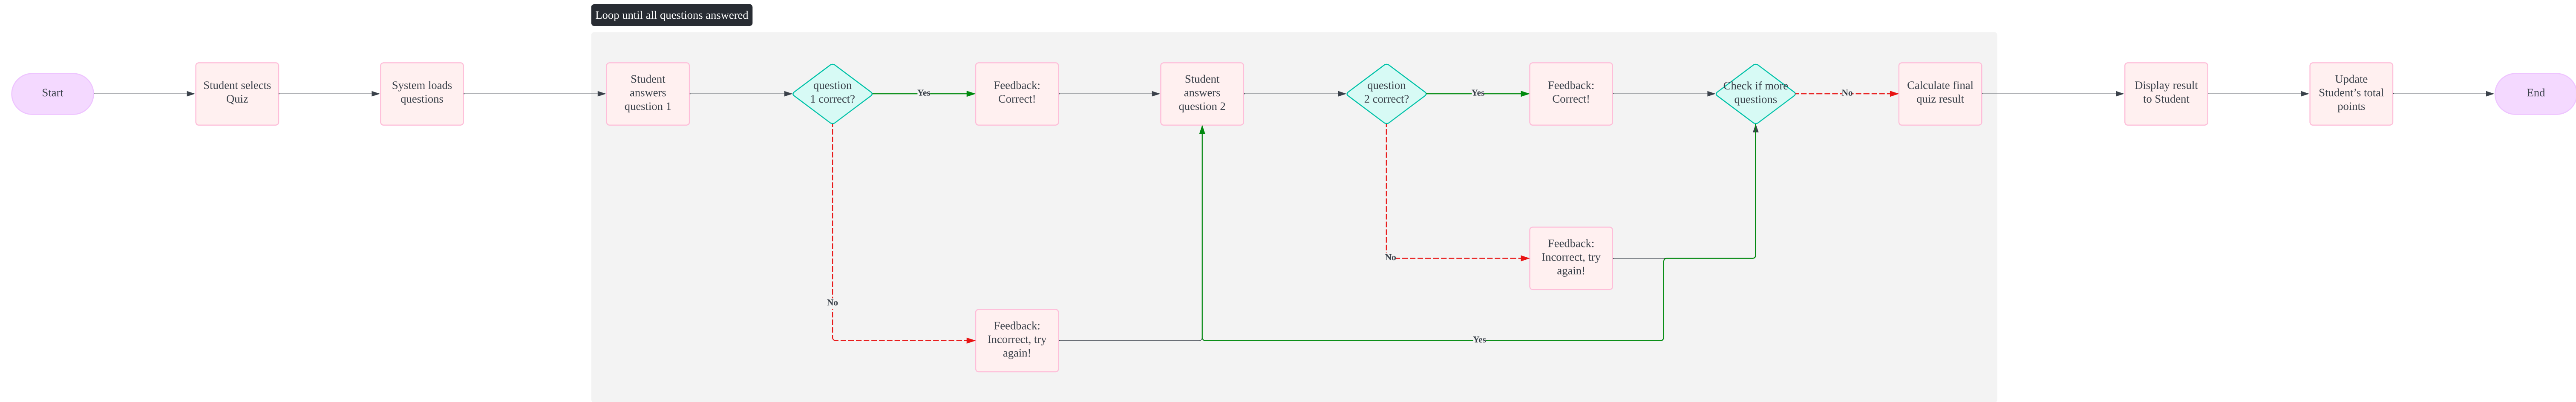 Loop until all questions answered
Start
Student selects
Quiz
System loads
questions
Student
answers
question 1
question
1 correct?
Yes
Feedback:
Correct!
Student
answers
question 2
question
2 correct?
Yes
Feedback:
Correct!
Check if more
questions
No
Calculate final
quiz result
Display result
to Student
Update
Student’s total
points
End
No
Feedback:
Incorrect, try
again!
No
Feedback:
Incorrect, try
again!
Yes